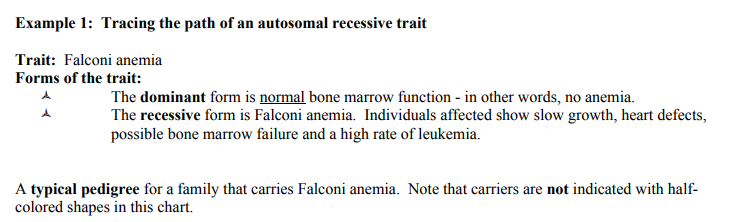 Example 1: Tracing the path of an autosomal recessive trait
Trait: Falconi anemia
Forms of the trait:
The dominant form is normal bone marrow function - in other words, no anemia.
The recessive form is Falconi anemia. Individuals affected show slow growth, heart defects,
possible bone marrow failure and a high rate of leukemia.
A typical pedigree for a family that carries Falconi anemia. Note that carriers are not indicated with half-
colored shapes in this chart.